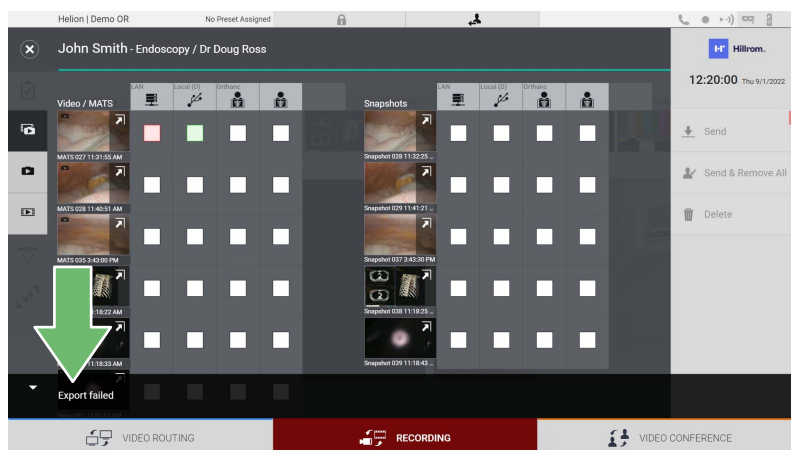 Helion | Demo OR
No Preset Assigned
John Smith - Endoscopy / Dr Doug Ross
H Hillrom.
12:20:00 Thu 9/1/2022
Video / MATS
LAN
Local (D)
Orthanc
Snapshots
LAN
Local (D)
Orthanc
MATS 027 11:31:55 AM
Snapshot 028 11:32:25 ...
MATS 028 11:40:51 AM
Snapshot 029 11:41:21 ...
MATS 035 3:43:00 PM
Snapshot 037 3:43:30 PM
:18:22 AM
Snapshot 038 11:18:25 ...
11:18:33 AM
Snapshot 039 11:18:43 ...
Send
Send & Remove All
Delete
Export failed
VIDEO ROUTING
RECORDING
VIDEO CONFERENCE